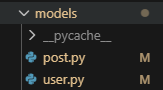 models
__pycache__
post.py M
user.py M